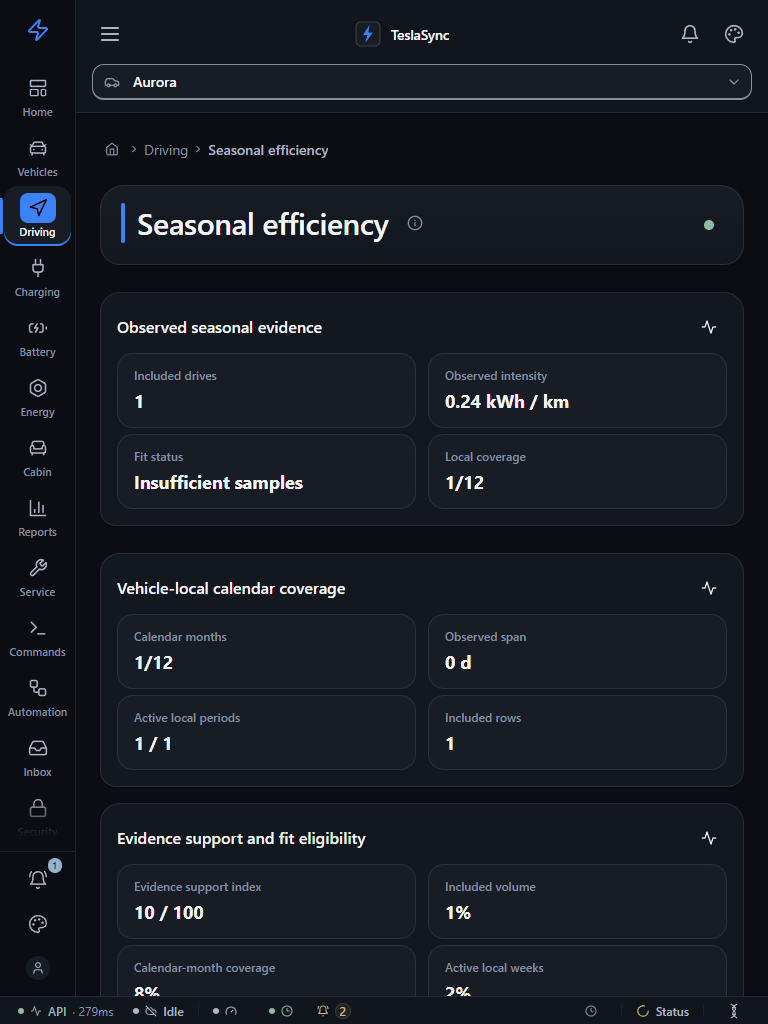 TeslaSync
Aurora
Home
Vehicles
Driving
Charging
Battery
Energy
Cabin
Reports
Service
Commands
Automation
Inbox
Security
1
Driving
Seasonal efficiency
Seasonal efficiency
Observed seasonal evidence
Included drives
1
Observed intensity
0.24 kWh / km
Fit status
Insufficient samples
Local coverage
1/12
Vehicle-local calendar coverage
Calendar months
1/12
Observed span
0 d
Active local periods
1 / 1
Included rows
1
Evidence support and fit eligibility
Evidence support index
10 / 100
Included volume
1%
Calendar-month coverage
8%
Active local weeks
2%
API · 279ms
Idle
2
Status